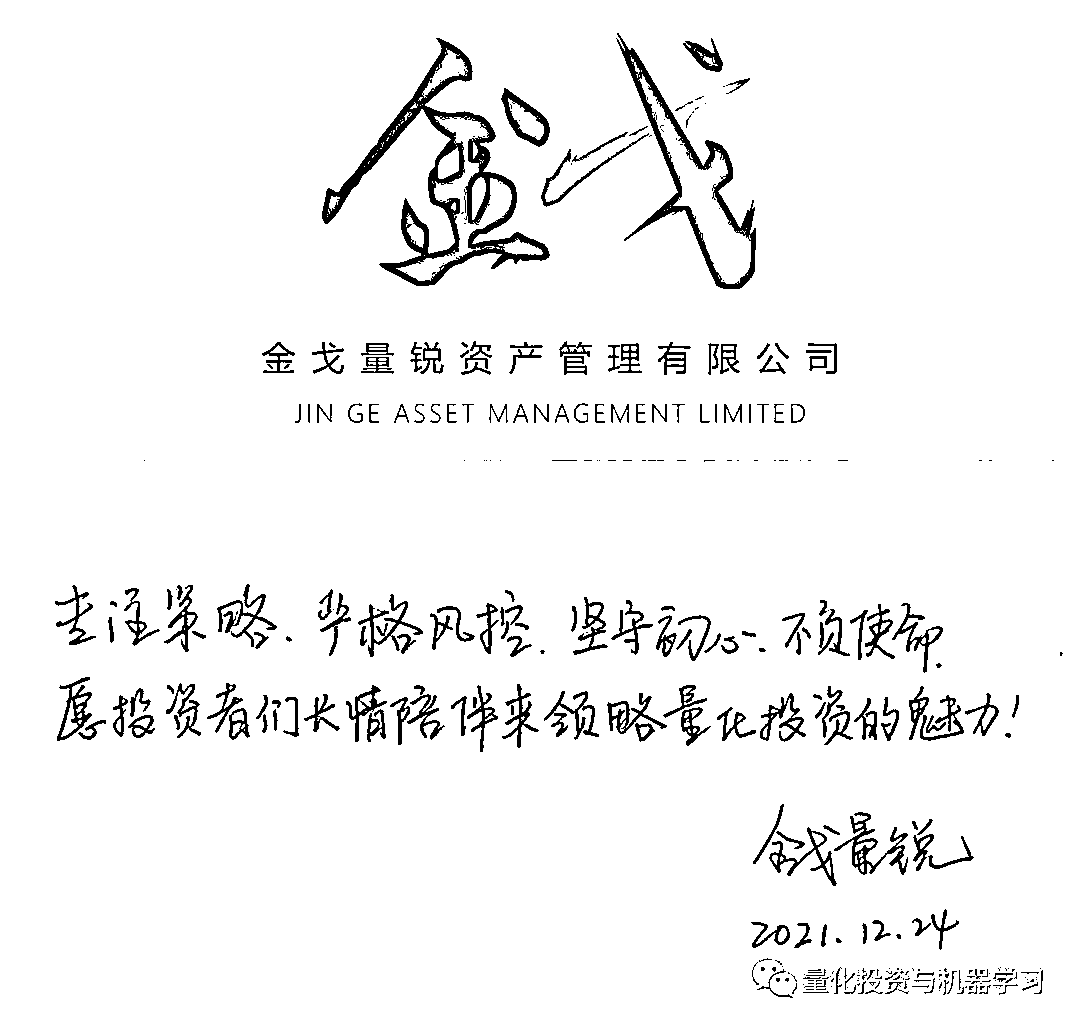 金戈
金戈量锐资产管理有限公司
JIN GE ASSET MANAGEMENT LIMITED
专注策略、严格风控、坚守初心、不负使命,
愿投资者们长情陪伴来领略量化投资的魅力!
金戈量锐
2021.12.24
量化投资与机器学习